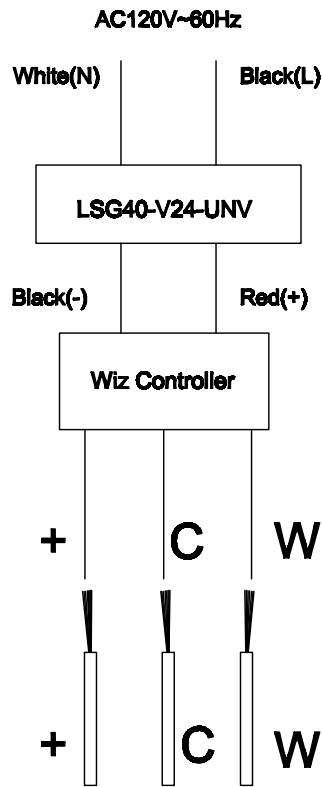 AC120V~60Hz
White(N) Black(L)
LSG40-V24-UNV
Black(-) Red(+)
Wiz Controller
+ C W
+ C W